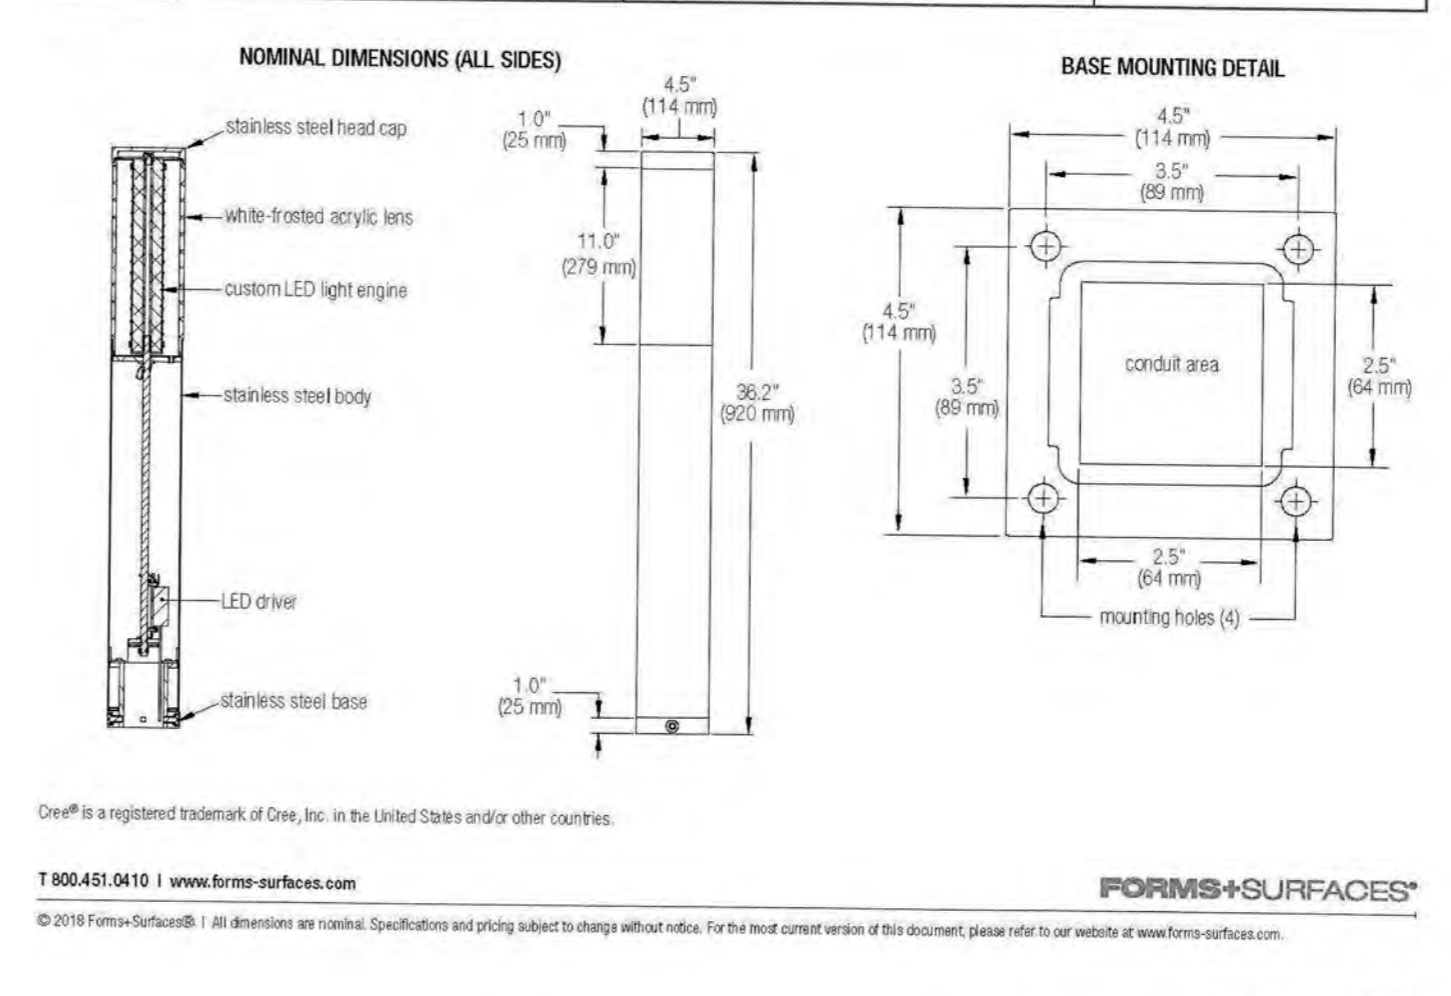 NOMINAL DIMENSIONS (ALL SIDES)
stainless steel head cap
white-frosted acrylic lens
custom LED light engine
stainless steel body
LED driver
stainless steel base
4.5"
(114 mm)
1.0"
(25 mm)
11.0"
(279 mm)
36.2"
(920 mm)
1.0"
(25 mm)
BASE MOUNTING DETAIL
4.5"
(114 mm)
3.5"
(89 mm)
4.5"
(114 mm)
3.5"
(89 mm)
conduit area
2.5"
(64 mm)
2.5"
(64 mm)
mounting holes (4)
Cree® is a registered trademark of Cree, Inc. in the United States and/or other countries.
T 800.451.0410 | www.forms-surfaces.com
FORMS+SURFACES®
© 2018 Forms+Surfaces® | All dimensions are nominal. Specifications and pricing subject to change without notice. For the most current version of this document, please refer to our website at www.forms-surfaces.com.